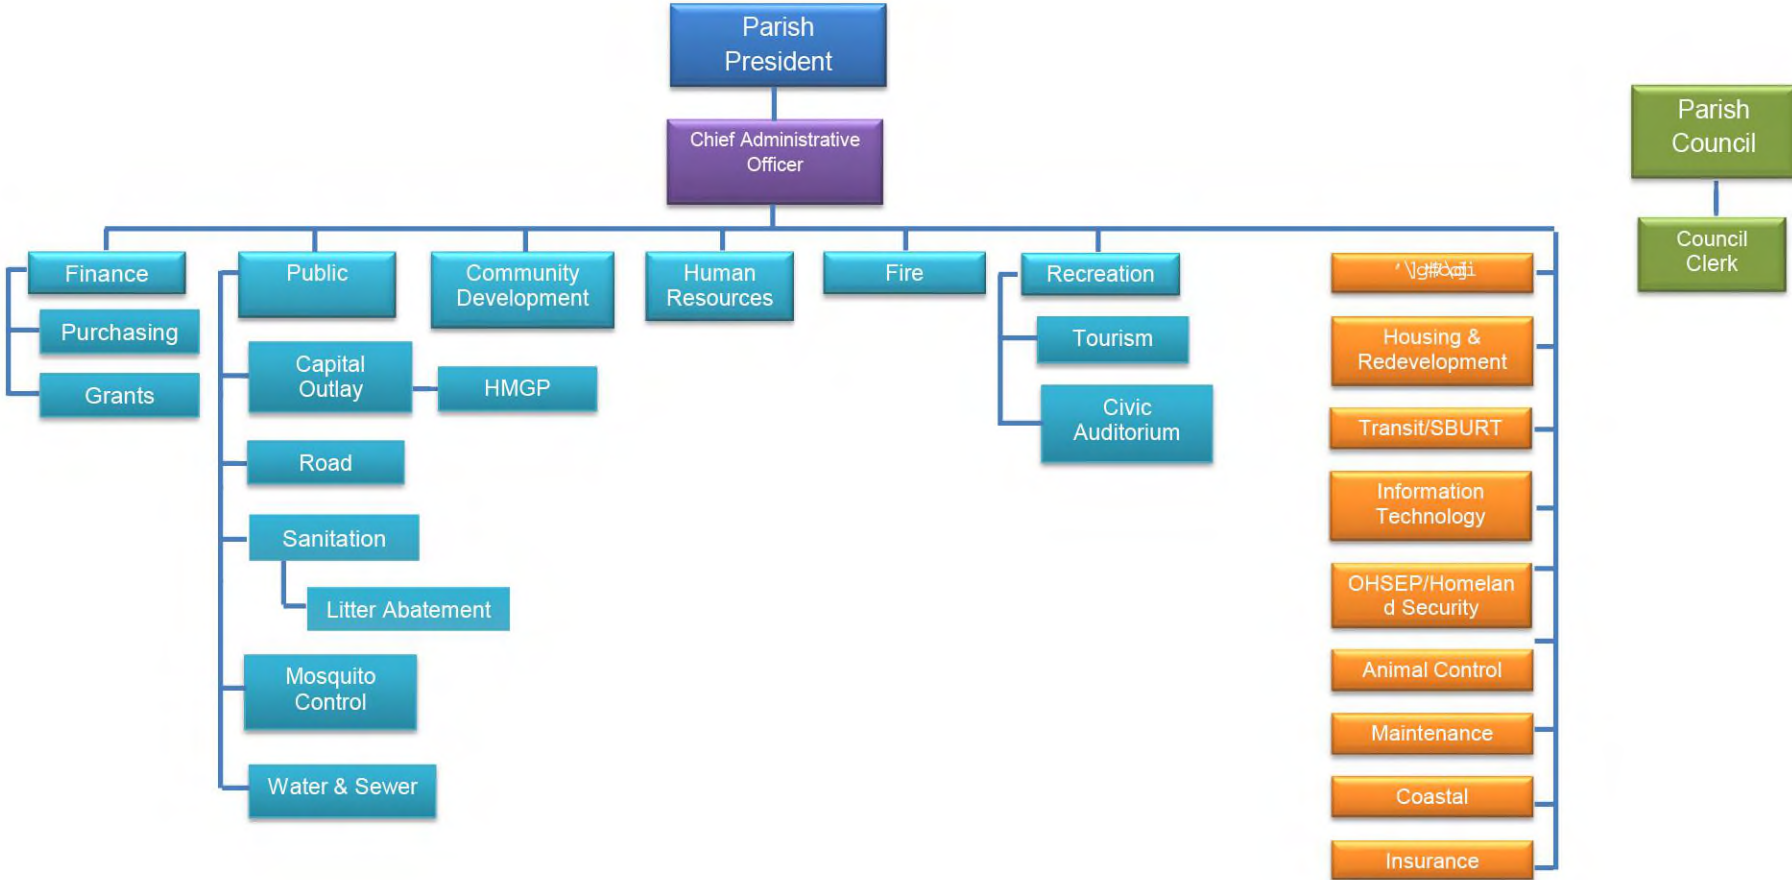 Parish
President
Chief Administrative
Officer
Parish
Council
Council
Clerk
Finance
Purchasing
Grants
Public
Capital
Outlay
HMGP
Road
Sanitation
Litter Abatement
Mosquito
Control
Water & Sewer
Community
Development
Human
Resources
Fire
Recreation
Tourism
Civic
Auditorium
Housing &
Redevelopment
Transit/SBURT
Information
Technology
OHSEP/Homelan
d Security
Animal Control
Maintenance
Coastal
Insurance